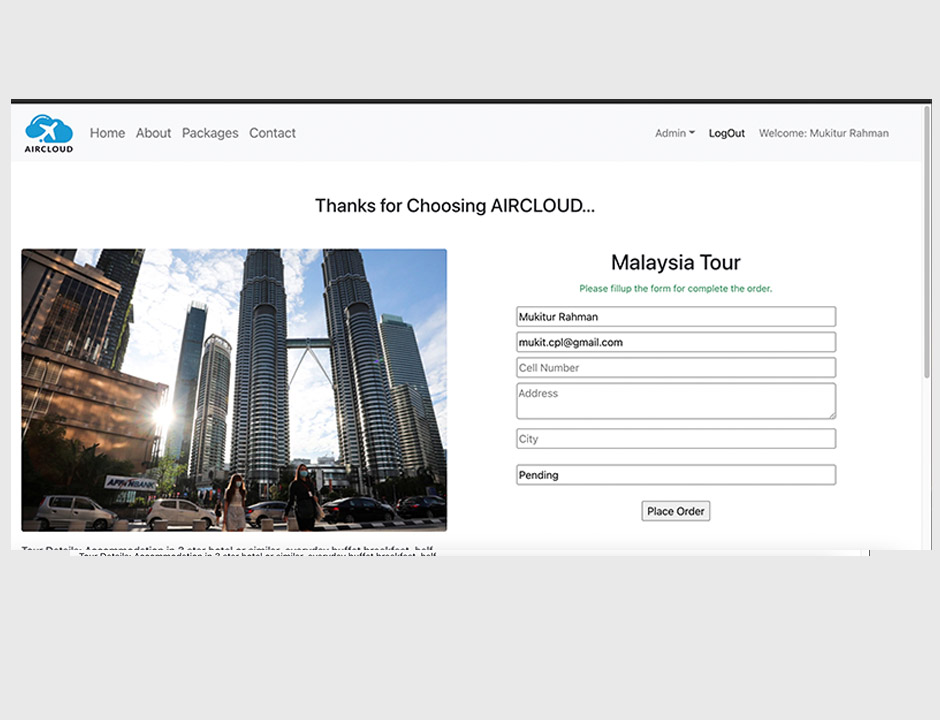 AIRCLOUD
Home About Packages Contact
Admin LogOut Welcome: Mukitur Rahman
Thanks for Choosing AIRCLOUD...
Malaysia Tour
Please fillup the form for complete the order.
Mukitur Rahman
mukit.cpl@gmail.com
Cell Number
Address
City
Pending
Place Order
AFFIN BANK
Tour Details: Accommodation in 3 star hotel or similar, everyday buffet breakfast, half
Tour Details: Accommodation in 3 star hotel or similar, everyday buffet breakfast, half